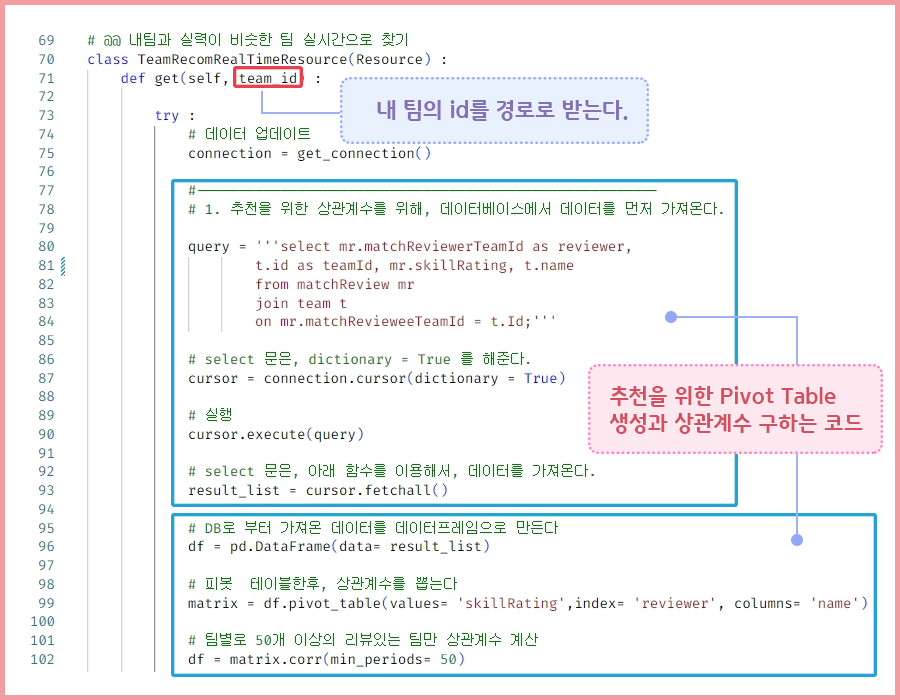 69 # @@ 내팀과 실력이 비슷한 팀 실시간으로 찾기
70 class TeamRecomRealTimeResource(Resource) :
71 def get(self, team_id) :
72
내 팀의 id를 경로로 받는다.
73 try :
74 # 데이터 업데이트
75 connection = get_connection()
76
77 #————————————————————————————————
78 # 1. 추천을 위한 상관계수를 위해, 데이터베이스에서 데이터를 먼저 가져온다.
79
80 query = '''select mr.matchReviewerTeamId as reviewer,
81 t.id as teamId, mr.skillRating, t.name
82 from matchReview mr
83 join team t
84 on mr.matchRevieweeTeamId = t.Id;'''
85
86 # select 문은, dictionary = True 를 해준다.
87 cursor = connection.cursor(dictionary = True)
88
추천을 위한 Pivot Table
생성과 상관계수 구하는 코드
89 # 실행
90 cursor.execute(query)
91
92 # select 문은, 아래 함수를 이용해서, 데이터를 가져온다.
93 result_list = cursor.fetchall()
94
95 # DB로 부터 가져온 데이터를 데이터프레임으로 만든다
96 df = pd.DataFrame(data= result_list)
97
98 # 피봇  테이블한후, 상관계수를 뽑는다
99 matrix = df.pivot_table(values= 'skillRating',index= 'reviewer', columns= 'name')
100
101 # 팀별로 50개 이상의 리뷰있는 팀만 상관계수 계산
102 df = matrix.corr(min_periods= 50)